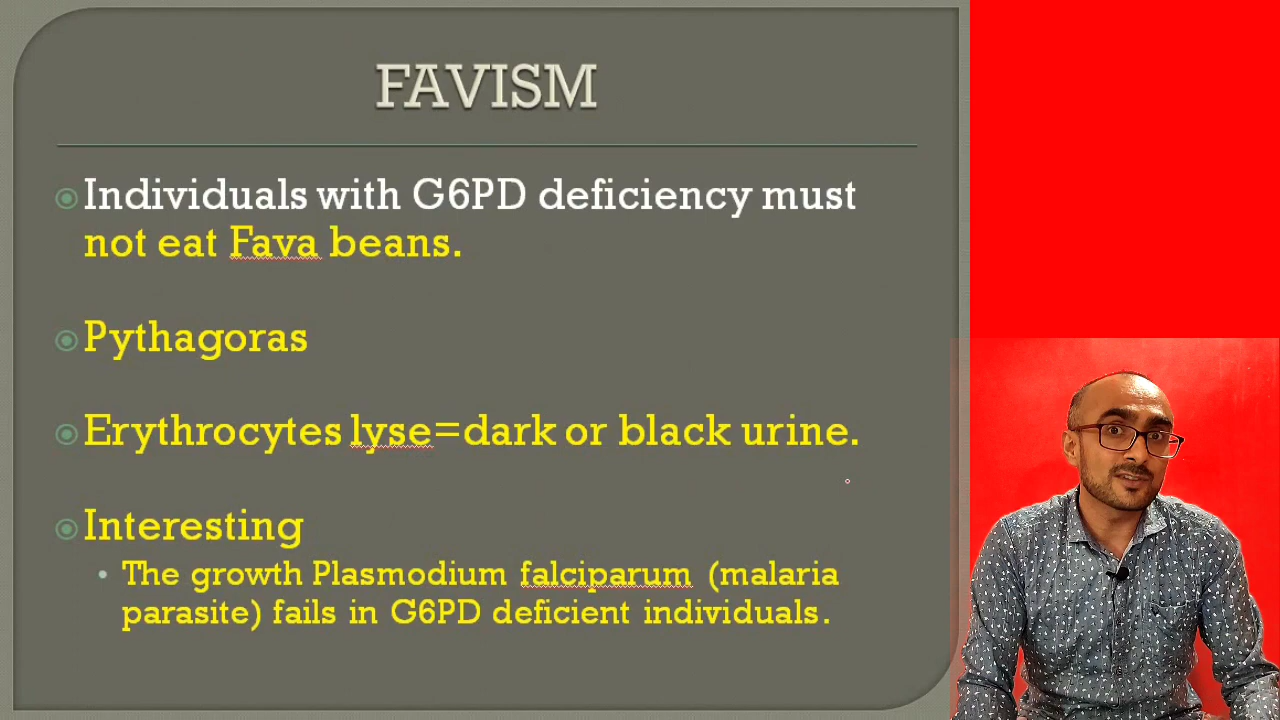 FAVISM
Individuals with G6PD deficiency must
not eat Fava beans.
Pythagoras
Erythrocytes lyse=dark or black urine.
Interesting
The growth Plasmodium falciparum (malaria
parasite) fails in G6PD deficient individuals.